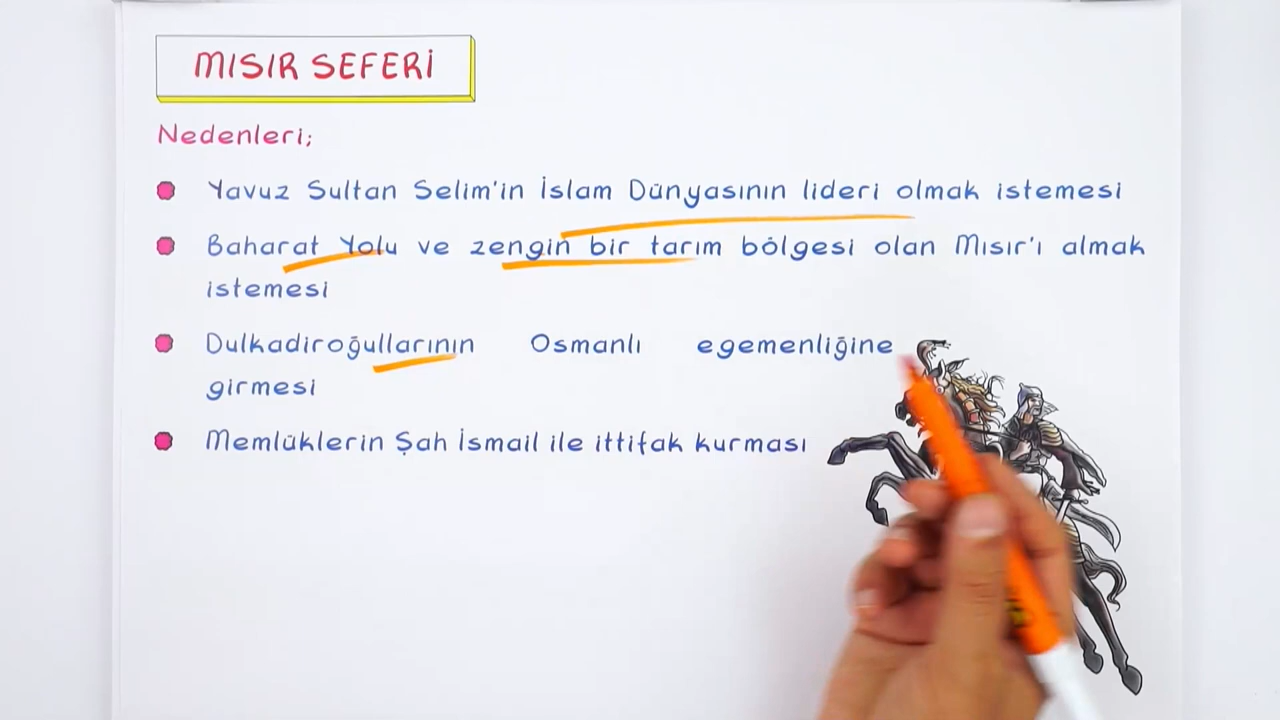 MISIR SEFERİ
Nedenleri;
Yavuz Sultan Selim'in İslam Dünyasının lideri olmak istemesi
Baharat Yolu ve zengin bir tarım bölgesi olan Mısır'ı almak
istemesi
Dulkadiroğullarının Osmanlı egemenliğine
girmesi
Memlüklerin Şah İsmail ile ittifak kurması